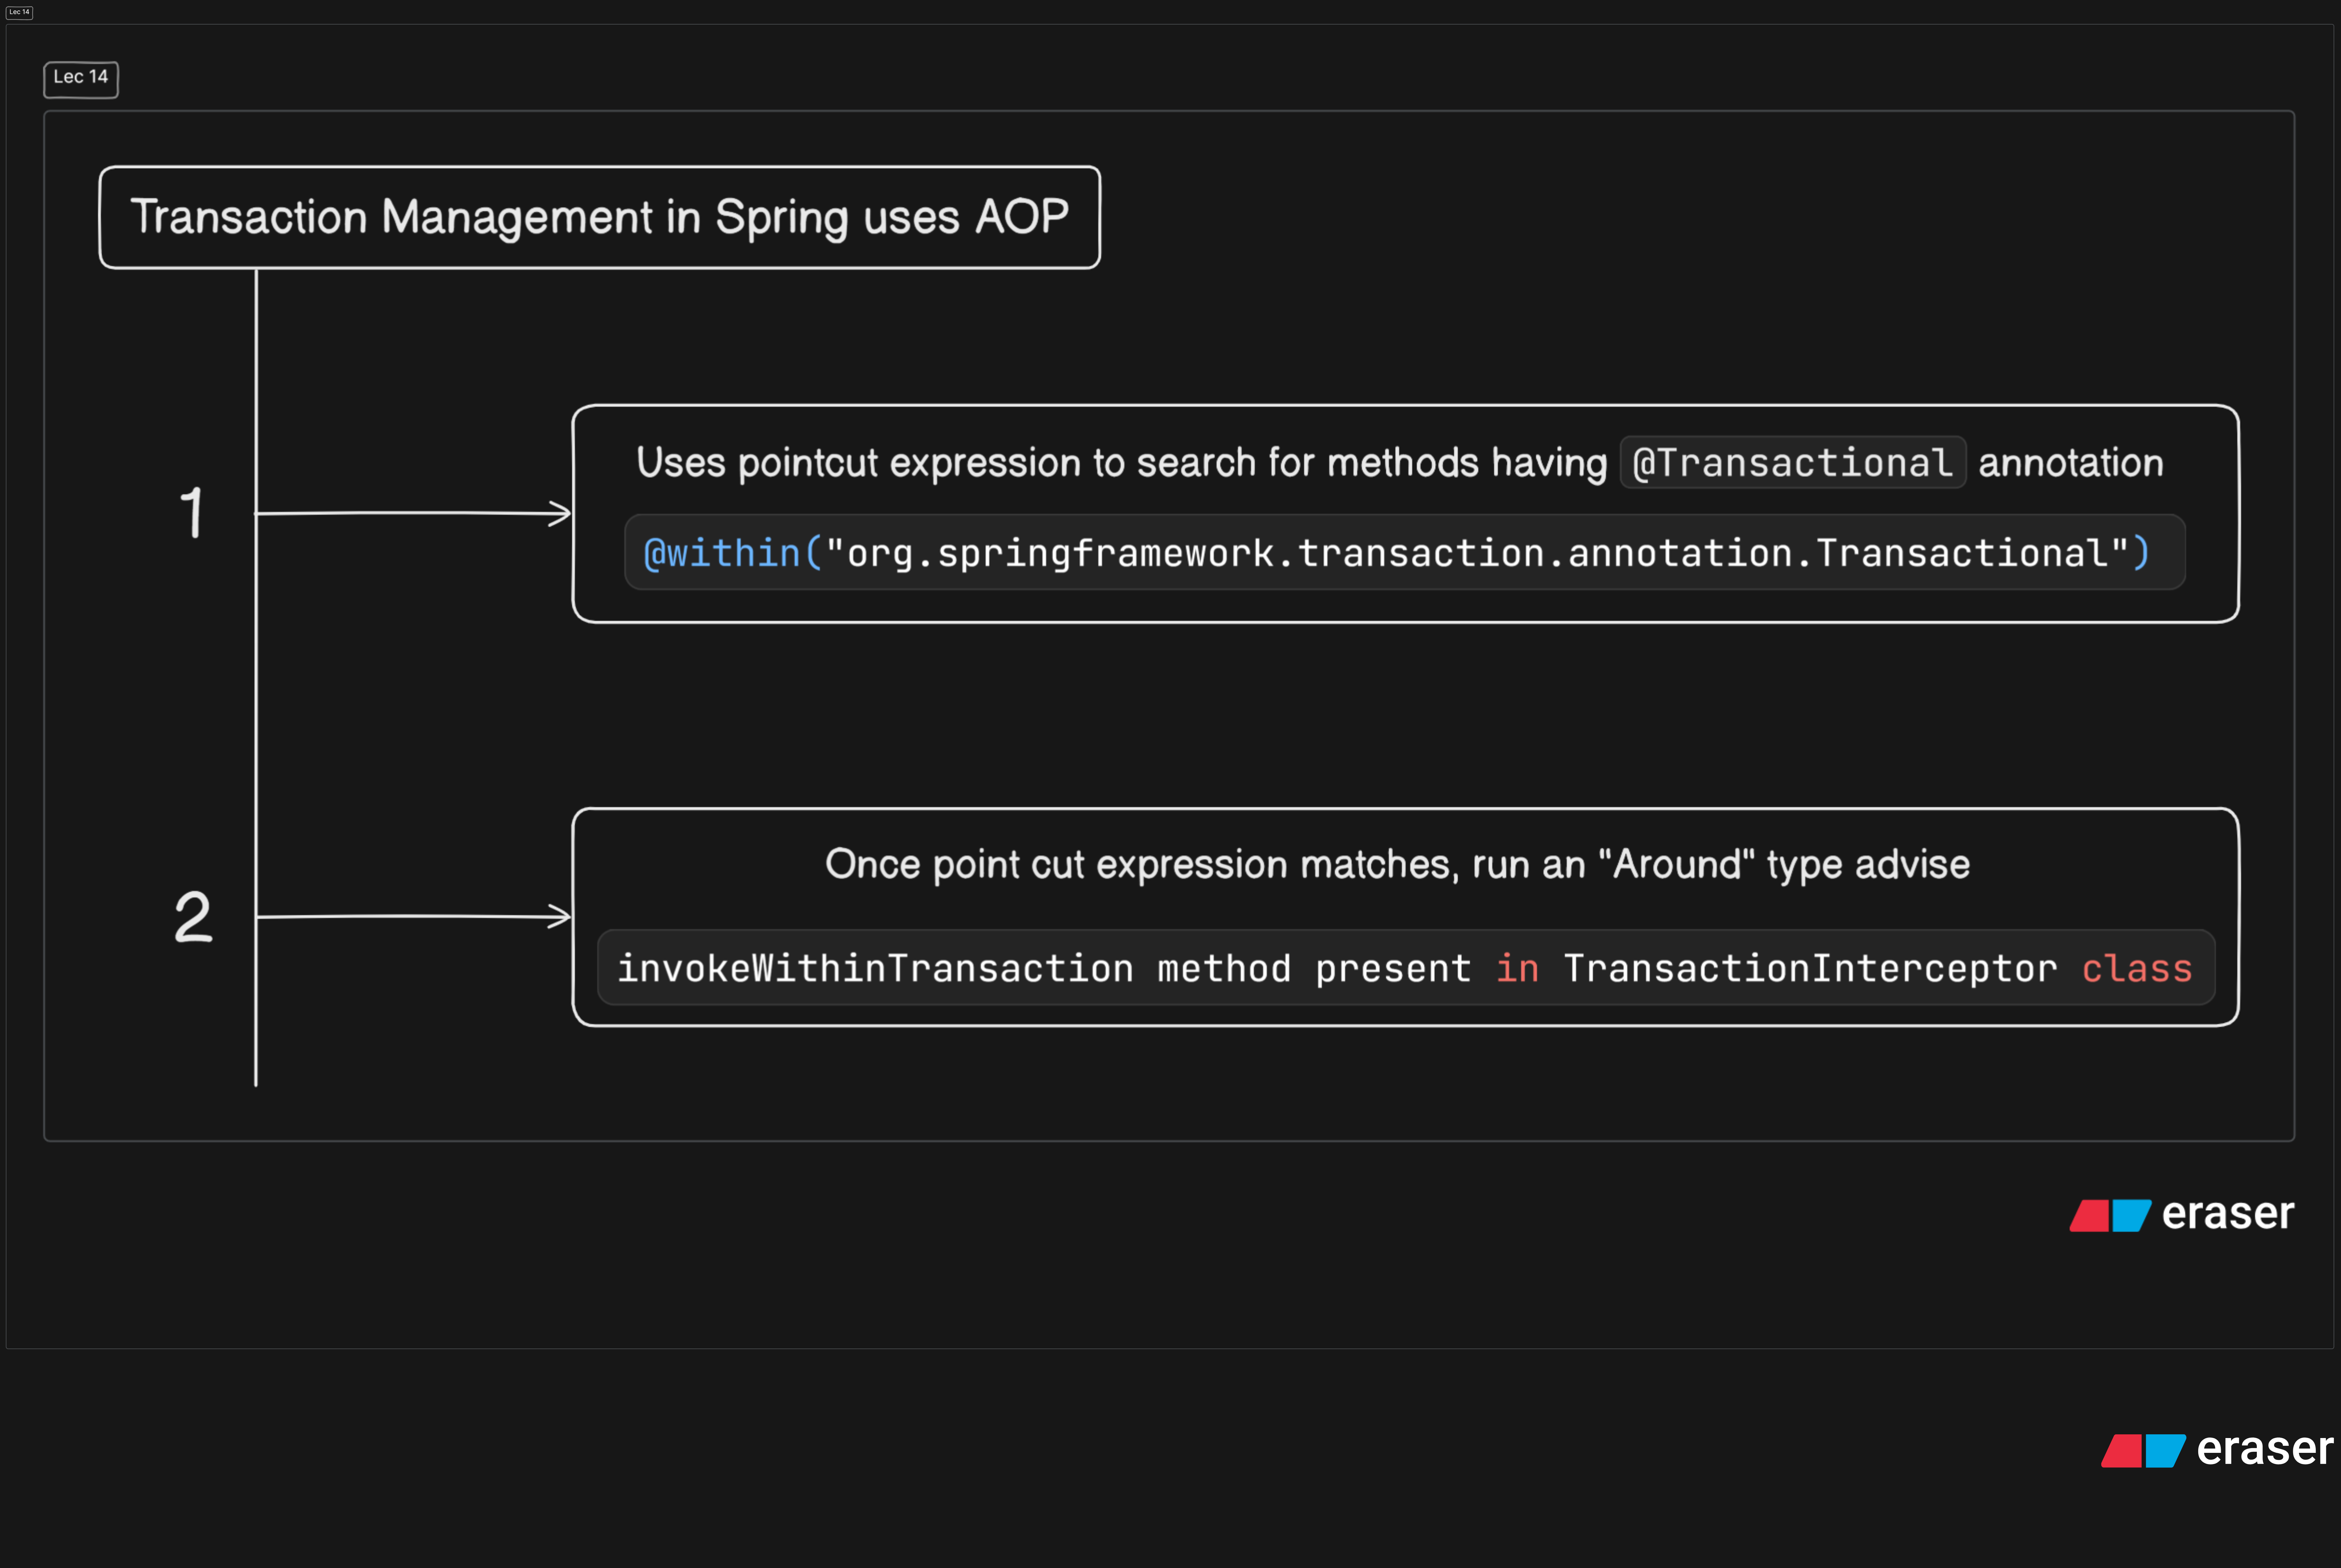 Lec 14
Lec 14
Transaction Management in Spring uses AOP
1
Uses pointcut expression to search for methods having @Transactional annotation
@within("org.springframework.transaction.annotation.Transactional")
2
Once point cut expression matches, run an "Around" type advise
invokeWithinTransaction method present in TransactionInterceptor class
eraser
eraser